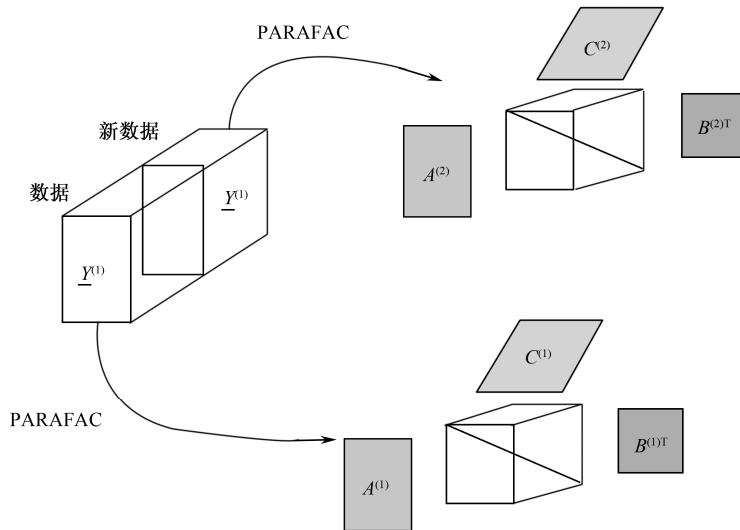 PARAFAC
C(2)
新数据
B(2)T
A(2)
数据
Y(1)
Y(1)
C(1)
PARAFAC
B(1)T
A(1)